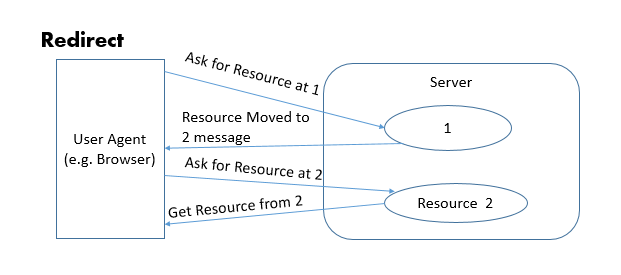 Redirect
Ask for Resource at 1
Server
User Agent
(e.g. Browser)
Resource Moved to
2 message
1
Ask for Resource at 2
Get Resource from 2
Resource 2